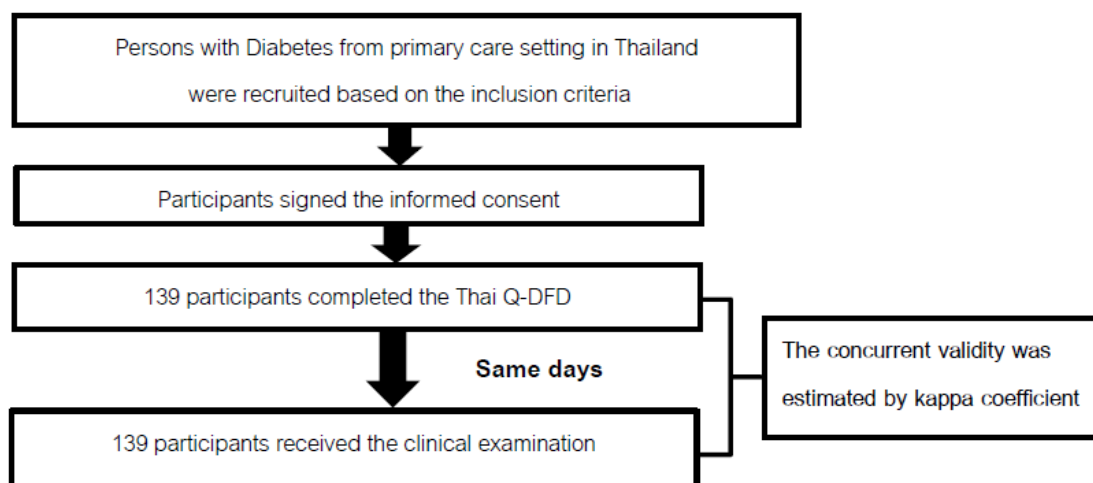 Persons with Diabetes from primary care setting in Thailand
were recruited based on the inclusion criteria
Participants signed the informed consent
139 participants completed the Thai Q-DFD
Same days
The concurrent validity was
estimated by kappa coefficient
139 participants received the clinical examination